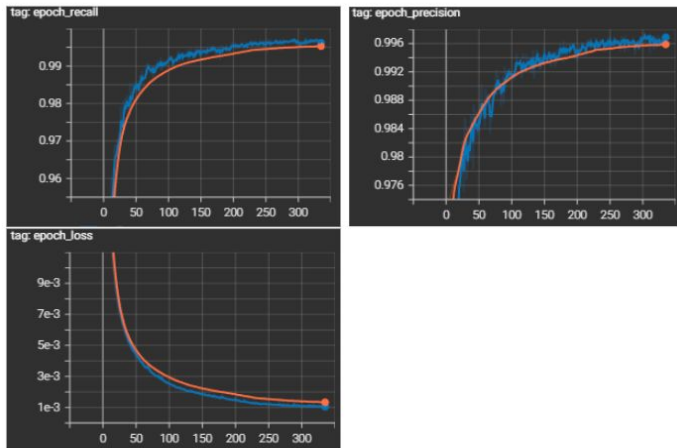 tag: epoch_recall
0.99
0.98
0.97
0.96
0 50 100 150 200 250 300
tag: epoch_precision
0.996
0.992
0.988
0.984
0.98
0.976
0 50 100 150 200 250 300
tag: epoch_loss
9e-3
7e-3
5e-3
3e-3
1e-3
0 50 100 150 200 250 300